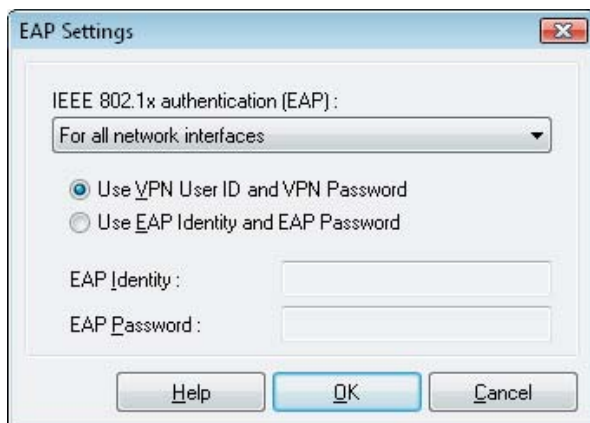 EAP Settings
IEEE 802.1x authentication (EAP) :
For all network interfaces
Use VPN User ID and VPN Password
Use EAP Identity and EAP Password
EAP Identity :
EAP Password :
Help OK Cancel